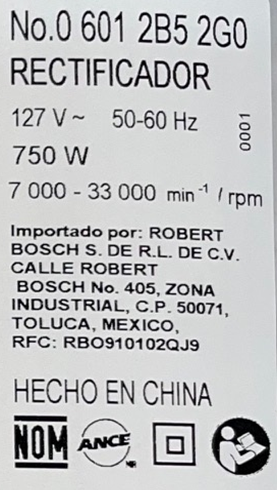 No.0 601 2B5 2G0
RECTIFICADOR
127 V~ 50-60 Hz
0001
750 W
7 000 - 33 000 min⁻¹ / rpm
Importado por: ROBERT
BOSCH S. DE R.L. DE C.V.
CALLE ROBERT
BOSCH No. 405, ZONA
INDUSTRIAL, C.P. 50071,
TOLUCA, MEXICO,
RFC: RBO910102QJ9
HECHO EN CHINA
NOM ANCE